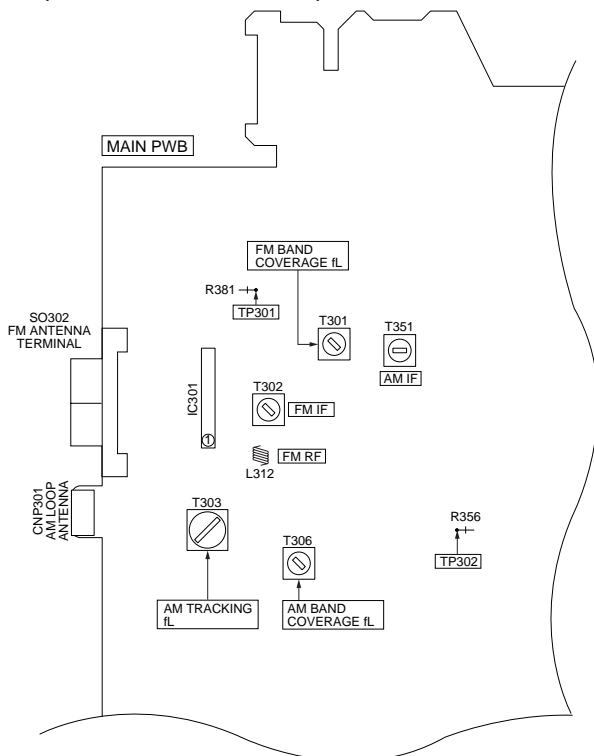 MAIN PWB
FM BAND
COVERAGE fL
R381
TP301
SO302
FM ANTENNA
TERMINAL
T301
T351
AM IF
IC301
1
T302
FM IF
FM RF
L312
CNP301
AM LOOP
ANTENNA
T303
R356
TP302
T306
AM TRACKING
fL
AM BAND
COVERAGE fL